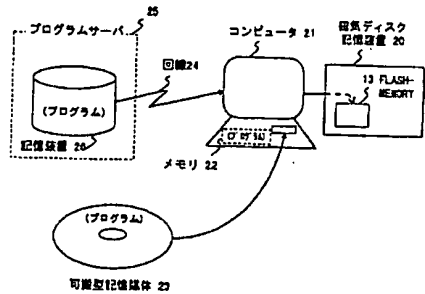 25
プログラムサーバ
コンピュータ 21
磁気ディスク
記憶装置 20
回線24
13 FLASH-
MEMORY
(プログラム)
記憶装置 26
メモリ 22
(プログラム)
可搬型記憶媒体 23